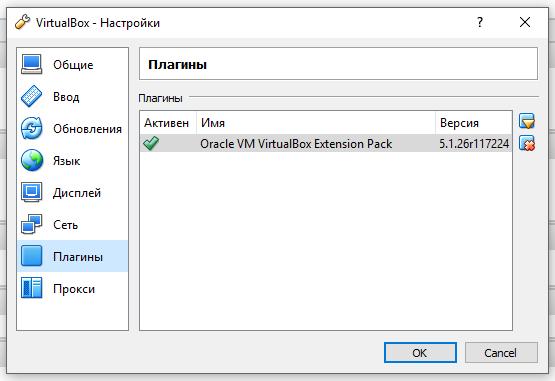 VirtualBox - Настройки
Общие
Ввод
Обновления
Язык
Дисплей
Сеть
Плагины
Прокси
Плагины
Плагины
Активен Имя Версия
Oracle VM VirtualBox Extension Pack 5.1.26r117224
OK Cancel